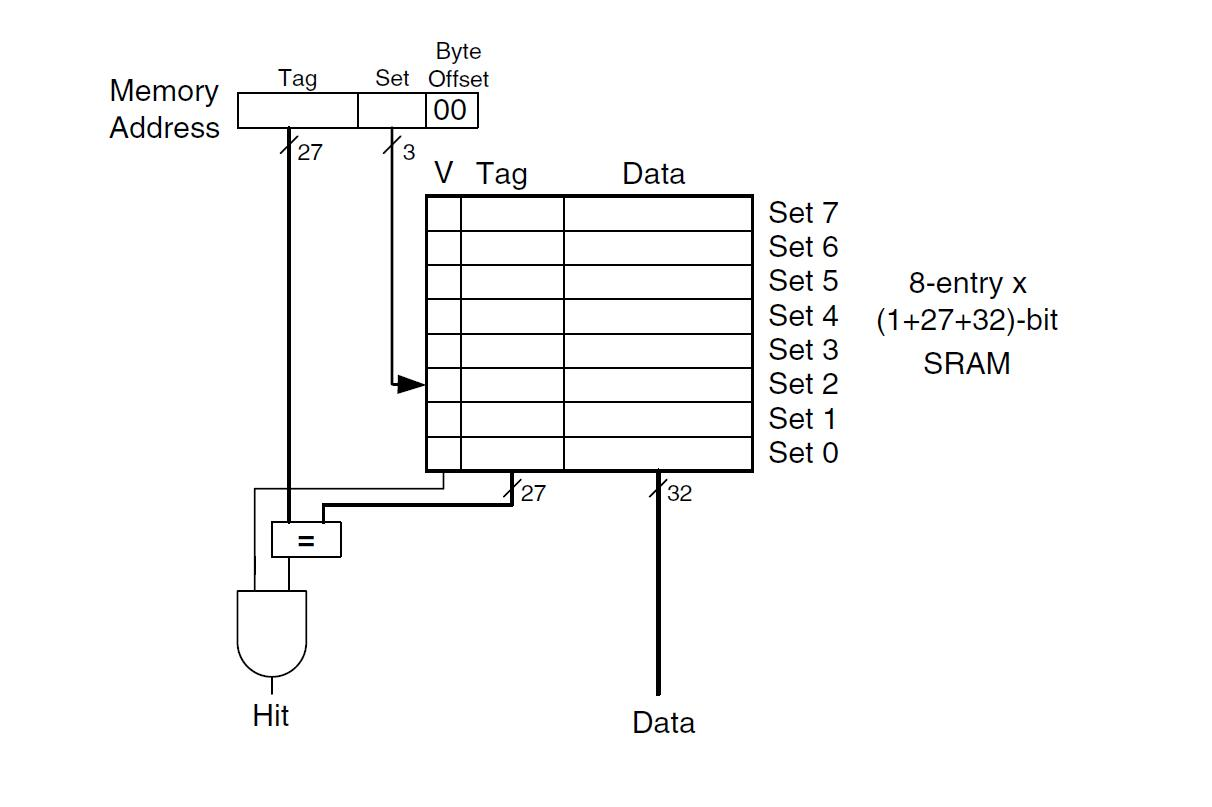 Byte
Tag Set Offset
Memory
Address
00
27
3
V Tag Data
Set 7
Set 6
Set 5
Set 4
Set 3
Set 2
Set 1
Set 0
8-entry x
(1+27+32)-bit
SRAM
27
32
=
Hit
Data